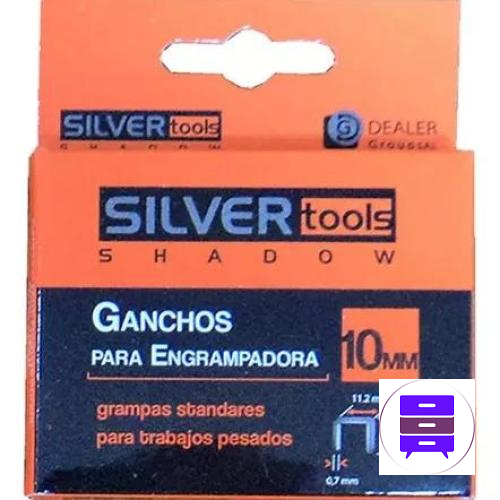 SILVER tools
SHADOW
G DEALER
Group
SILVER tools
SHADOW
GANCHOS
PARA ENGRAMPADORA
10MM
grampas standares
para trabajos pesados
11.2 m
0,7 mm